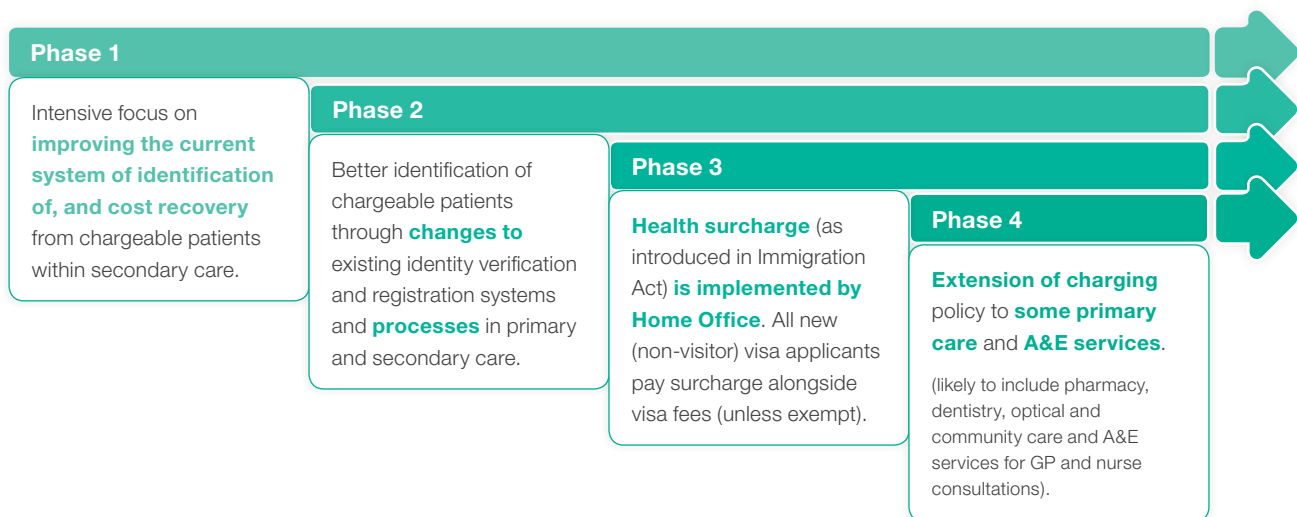 Phase 1
Intensive focus on
improving the current
system of identification
of, and cost recovery
from chargeable patients
within secondary care.
Phase 2
Better identification of
chargeable patients
through changes to
existing identity verification
and registration systems
and processes in primary
and secondary care.
Phase 3
Health surcharge (as
introduced in Immigration
Act) is implemented by
Home Office. All new
(non-visitor) visa applicants
pay surcharge alongside
visa fees (unless exempt).
Phase 4
Extension of charging
policy to some primary
care and A&E services.
(likely to include pharmacy,
dentistry, optical and
community care and A&E
services for GP and nurse
consultations).